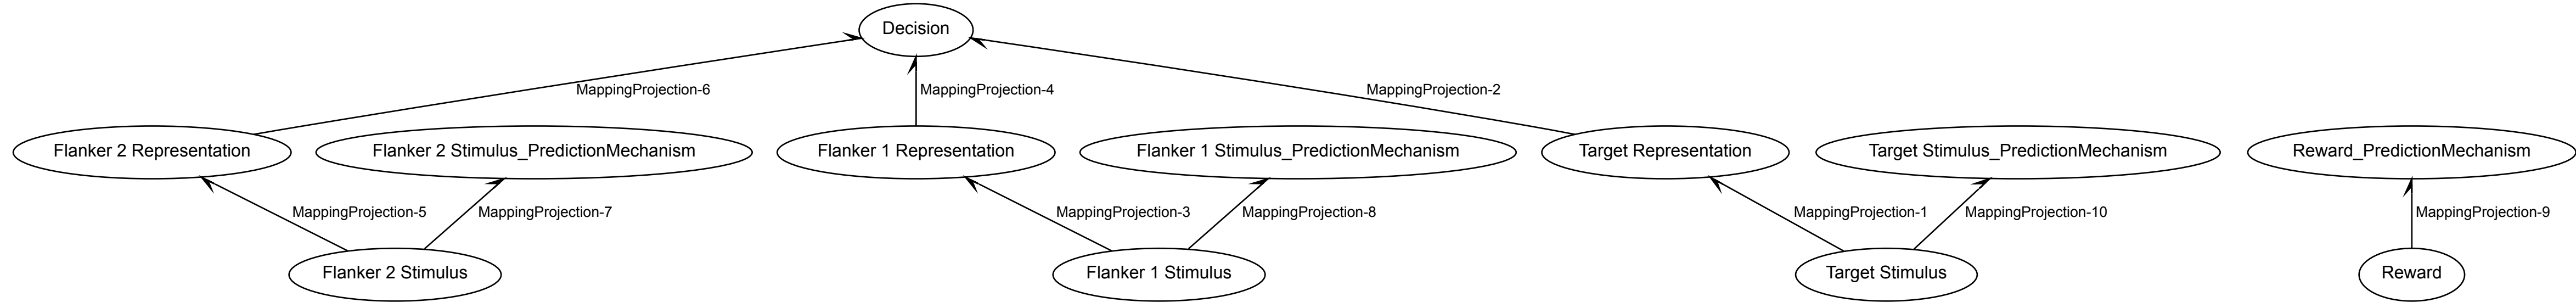 Decision
MappingProjection-6
MappingProjection-4
MappingProjection-2
Flanker 2 Representation
Flanker 2 Stimulus_PredictionMechanism
Flanker 1 Representation
Flanker 1 Stimulus_PredictionMechanism
Target Representation
Target Stimulus_PredictionMechanism
Reward_PredictionMechanism
MappingProjection-5
MappingProjection-7
MappingProjection-3
MappingProjection-8
MappingProjection-1
MappingProjection-10
MappingProjection-9
Flanker 2 Stimulus
Flanker 1 Stimulus
Target Stimulus
Reward